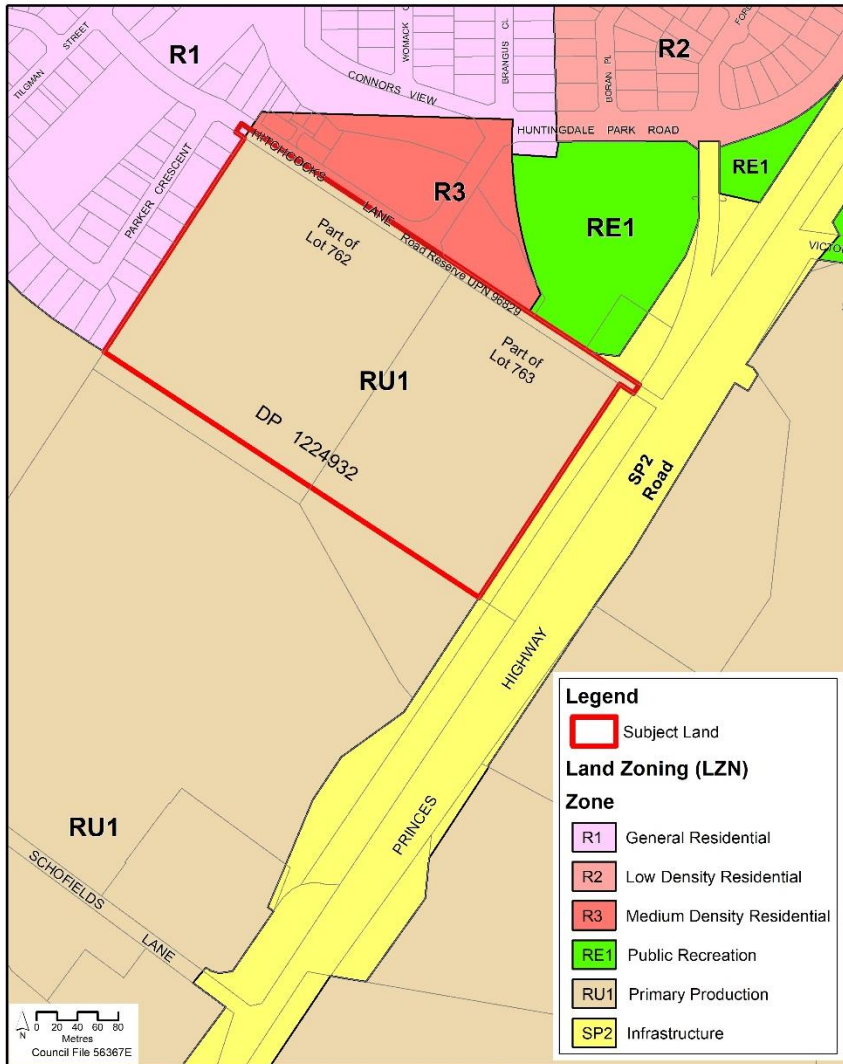 R1
R2
TILGMAN STREET
WOMACK
CONNORS VIEW
BRANGUS CL
BORAN PL
HUNTINGDALE PARK ROAD
PARKER CRESCENT
HITCHCOCKS LANE Road Reserve UPN 96829
R3
RE1
RE1
Part of
Lot 762
Part of
Lot 763
RU1
DP 1224932
SP2
Road
PRINCES HIGHWAY
RU1
SCHOFIELDS LANE
Legend
Subject Land
Land Zoning (LZN)
Zone
R1 General Residential
R2 Low Density Residential
R3 Medium Density Residential
RE1 Public Recreation
RU1 Primary Production
SP2 Infrastructure
N
0 20 40 60 80
Metres
Council File 56367E